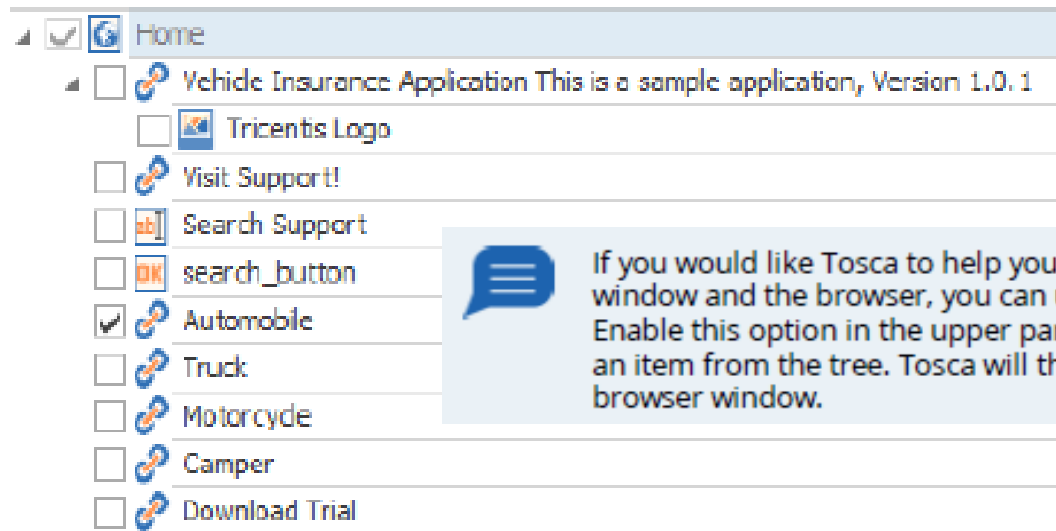 Home
Vehicle Insurance Application This is a sample application, Version 1.0.1
Tricentis Logo
Visit Support!
Search Support
search_button
Automobile
Truck
Motorcycle
Camper
Download Trial
If you would like Tosca to help you
window and the browser, you can
Enable this option in the upper
an item from the tree. Tosca will
browser window.
ab
OK